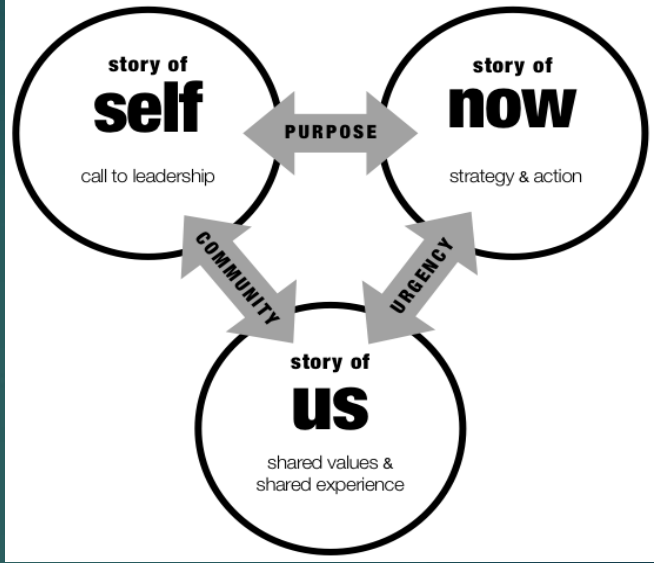 story of
self
call to leadership
PURPOSE
story of
now
strategy & action
COMMUNITY
URGENCY
story of
us
shared values &
shared experience